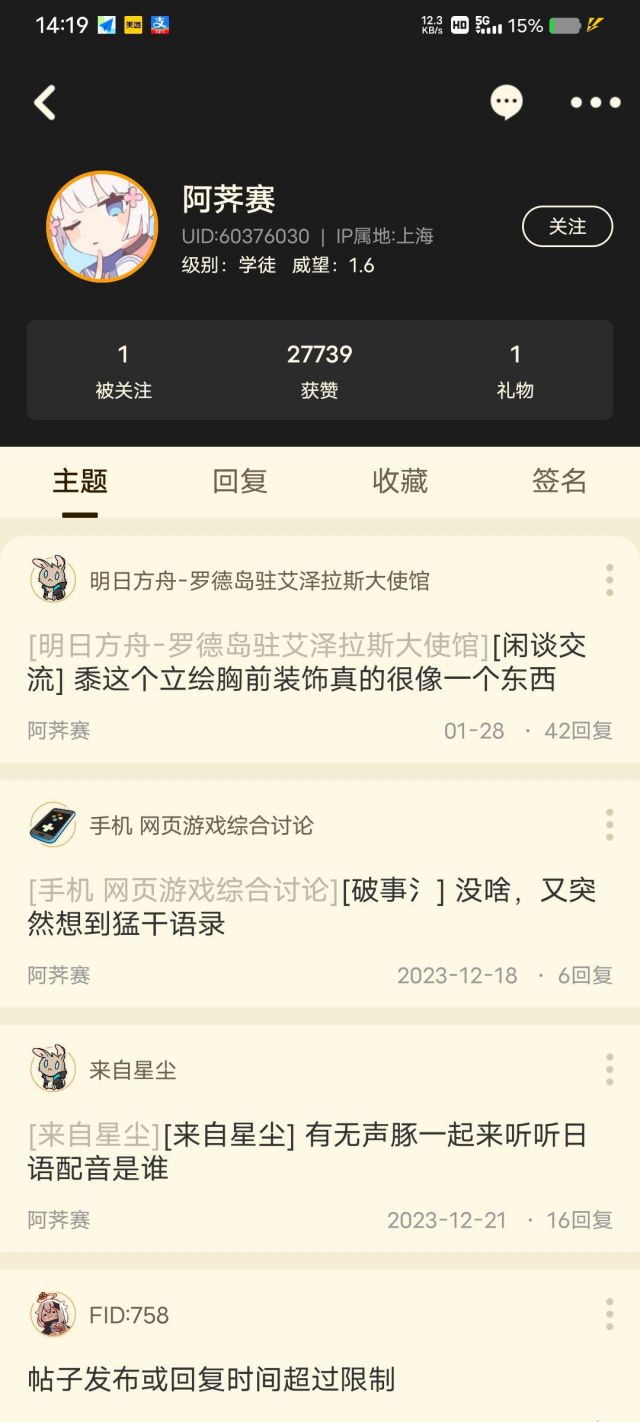 14:19
美团
支
12.3
KB/s
HD
5G
15%
阿荠赛
UID:60376030 | IP属地:上海
级别：学徒 威望：1.6
关注
1
被关注
27739
获赞
1
礼物
主题
回复
收藏
签名
明日方舟-罗德岛驻艾泽拉斯大使馆
[明日方舟-罗德岛驻艾泽拉斯大使馆][闲谈交
流] 黍这个立绘胸前装饰真的很像一个东西
阿荠赛
01-28 · 42回复
手机 网页游戏综合讨论
[手机 网页游戏综合讨论][破事氵] 没啥，又突
然想到猛干语录
阿荠赛
2023-12-18 · 6回复
来自星尘
[来自星尘][来自星尘] 有无声豚一起来听听日
语配音是谁
阿荠赛
2023-12-21 · 16回复
FID:758
帖子发布或回复时间超过限制